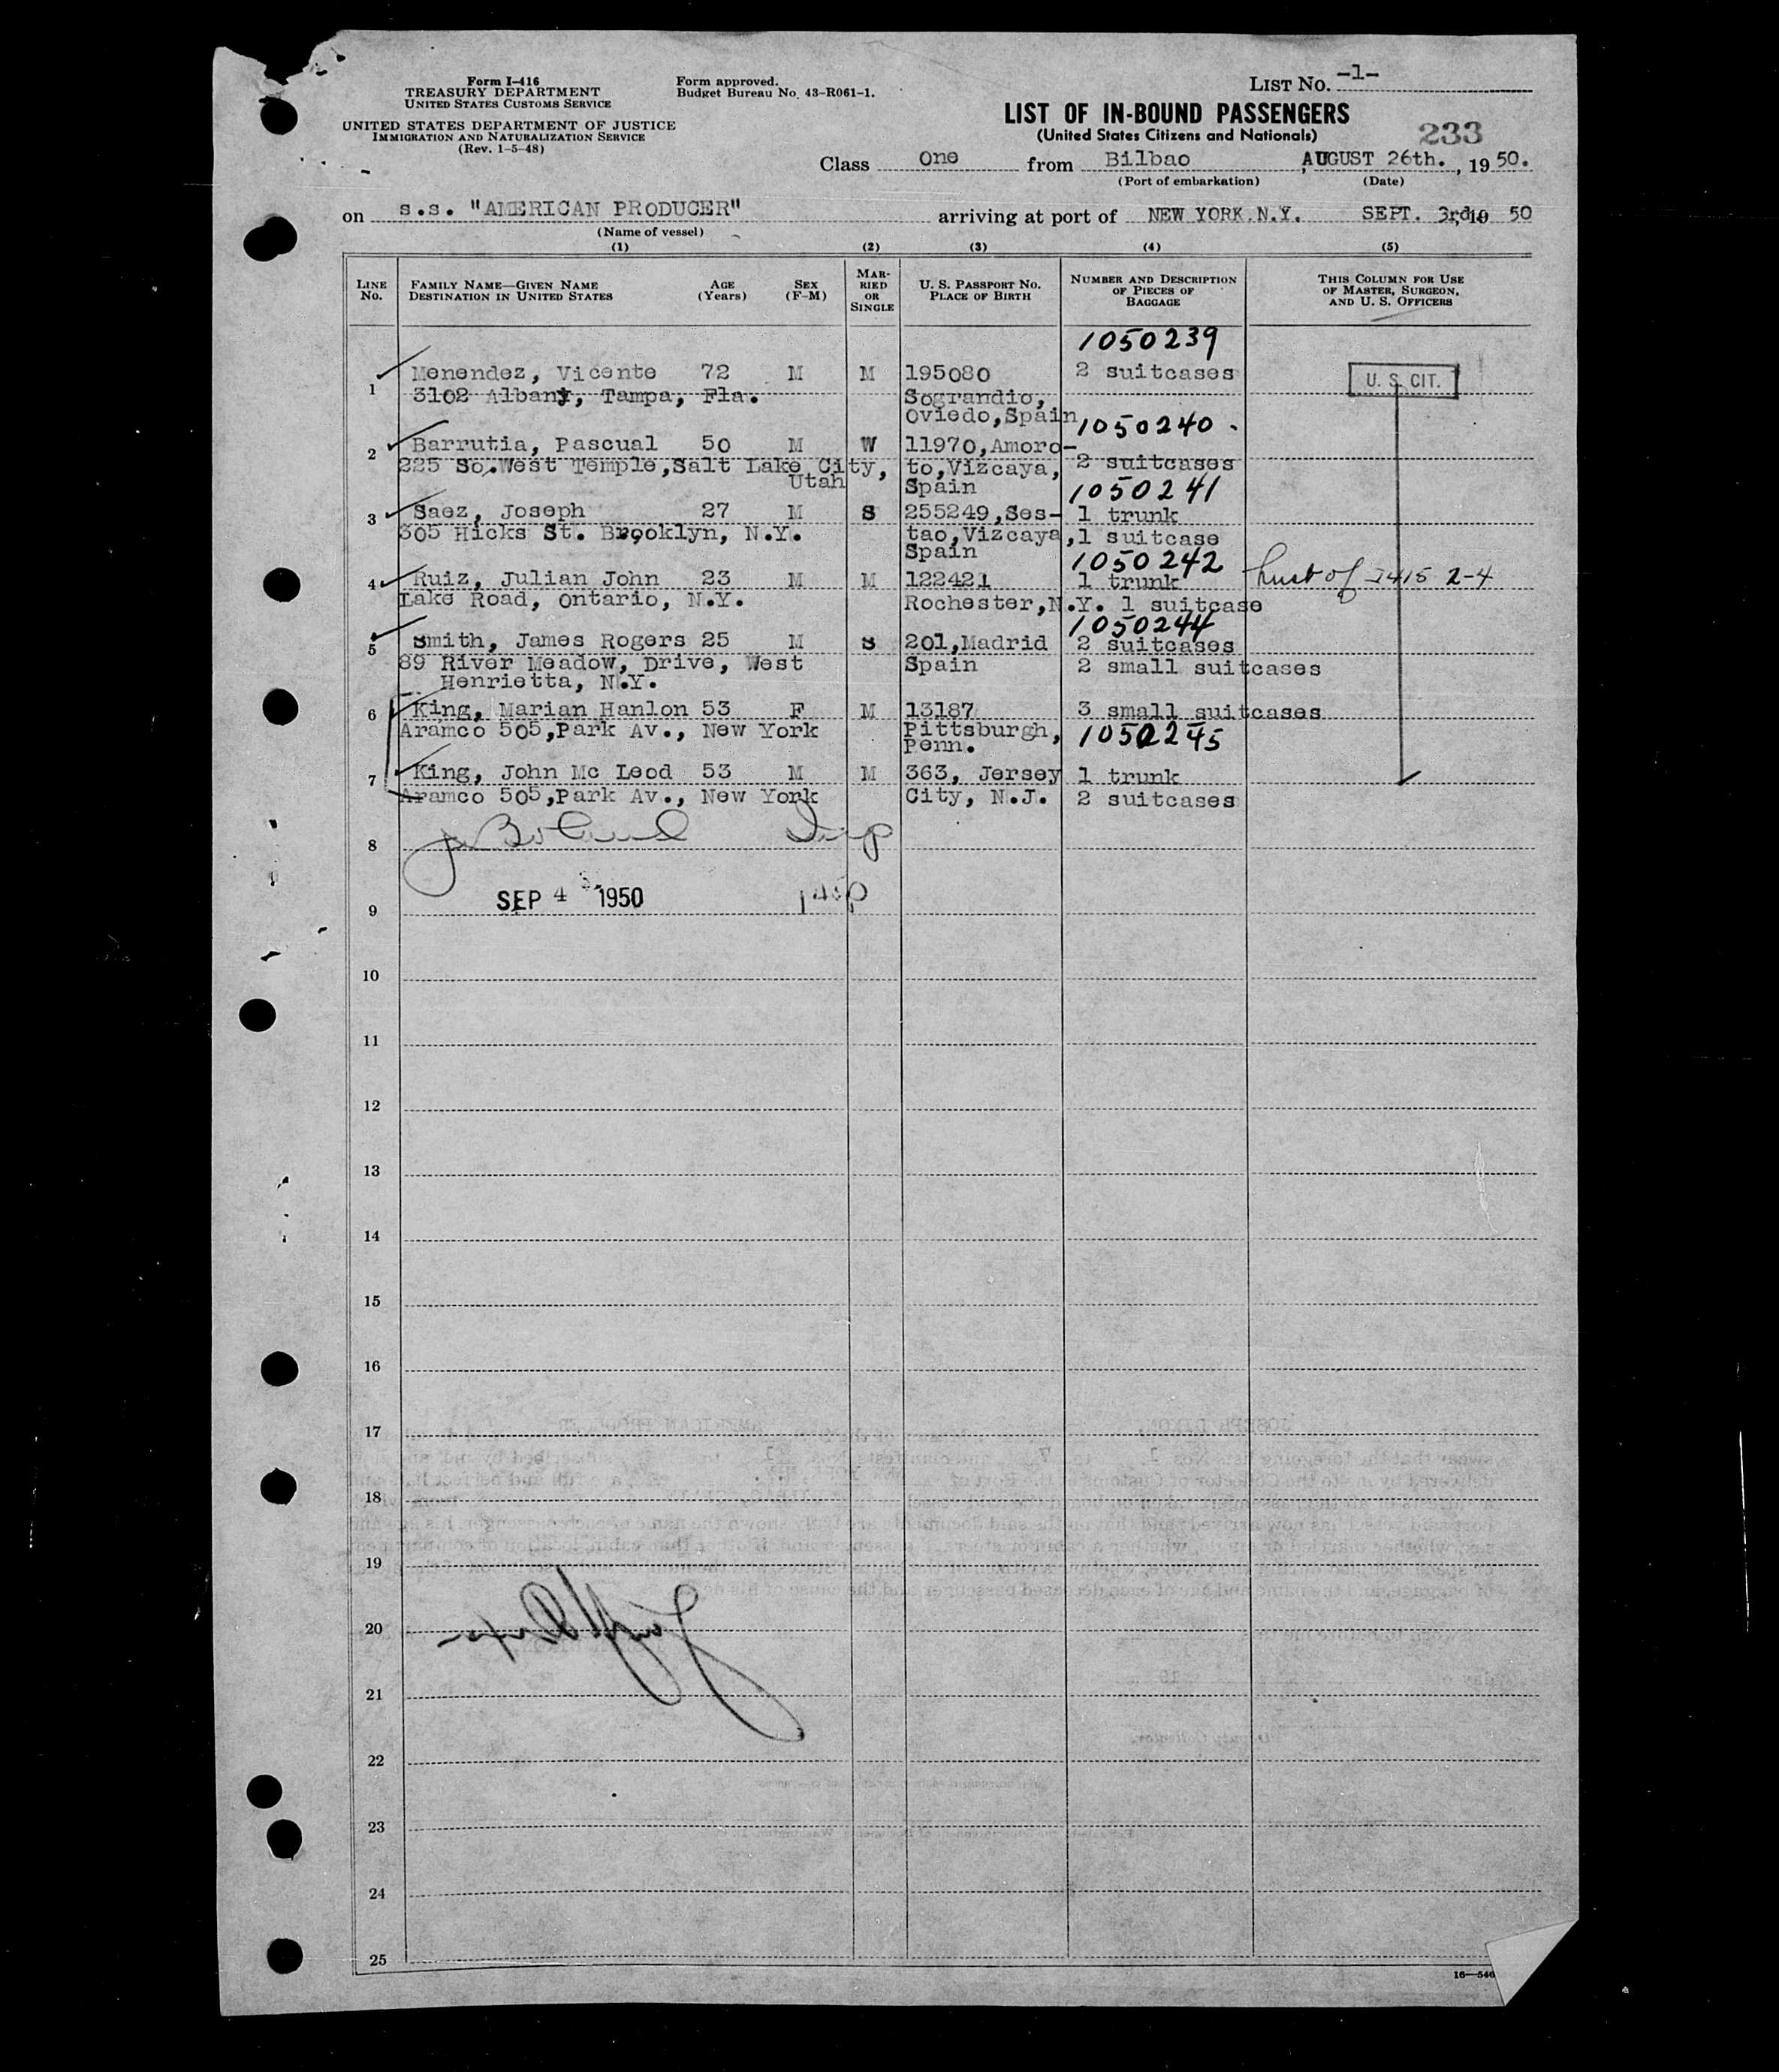 Form I-416
TREASURY DEPARTMENT
UNITED STATES CUSTOMS SERVICE
UNITED STATES DEPARTMENT OF JUSTICE
IMMIGRATION AND NATURALIZATION SERVICE
(Rev. 1-5-48)
Form approved.
Budget Bureau No. 43-R061-1.
LIST No. -1-
LIST OF IN-BOUND PASSENGERS
(United States Citizens and Nationals)
233
Class One from Bilbao, AUGUST 26th., 1950.
(Port of embarkation) (Date)
on s.s. "AMERICAN PRODUCER" arriving at port of NEW YORK.N.Y. SEPT. 3rd, 19 50
(Name of vessel)
(1) (2) (3) (4) (5)
LINE No.
FAMILY NAME—GIVEN NAME
DESTINATION IN UNITED STATES
AGE (Years)
SEX (F-M)
MARRIED OR SINGLE
U. S. PASSPORT No.
PLACE OF BIRTH
NUMBER AND DESCRIPTION OF PIECES OF BAGGAGE
THIS COLUMN FOR USE OF MASTER, SURGEON, AND U. S. OFFICERS
1050239
1 Menendez, Vicente 72 M M 195080 2 suitcases U. S. CIT.
3102 Albany, Tampa, Fla. Sograndio,
Oviedo,Spain
1050240
2 Barrutia, Pascual 50 M W 11970,Amoro-
225 So.West Temple,Salt Lake City, to,Vizcaya, 2 suitcases
Utah Spain
1050241
3 Saez, Joseph 27 M S 255249,Ses- 1 trunk
305 Hicks St. Brooklyn, N.Y. tao,Vizcaya, 1 suitcase
Spain
1050242
4 Ruiz, Julian John 23 M M 122421 1 trunk of I415 2-4
Lake Road, Ontario, N.Y. Rochester,N.Y. 1 suitcase
1050244
5 Smith, James Rogers 25 M S 201,Madrid 2 suitcases
89 River Meadow, Drive, West Spain 2 small suitcases
Henrietta, N.Y.
6 King, Marian Hanlon 53 F M 13187 3 small suitcases
Aramco 505,Park Av., New York Pittsburgh,
Penn.
1050245
7 King, John Mc Leod 53 M M 363, Jersey 1 trunk
Aramco 505,Park Av., New York City, N.J. 2 suitcases
8
SEP 4 1950
9
10
11
12
13
14
15
16
17
18
19
20
21
22
23
24
25